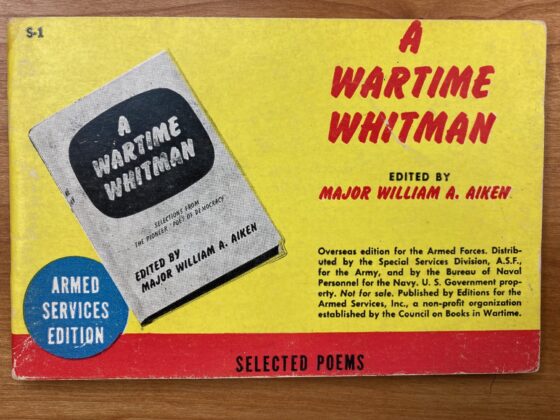 S-1
A
WARTIME
WHITMAN
SELECTIONS FROM
THE PIONEER POET OF DEMOCRACY
EDITED BY
MAJOR WILLIAM A. AIKEN
ARMED
SERVICES
EDITION
A
WARTIME
WHITMAN
EDITED BY
MAJOR WILLIAM A. AIKEN
Overseas edition for the Armed Forces. Distrib-
uted by the Special Services Division, A.S.F.,
for the Army, and by the Bureau of Naval
Personnel for the Navy. U. S. Government prop-
erty. Not for sale. Published by Editions for the
Armed Services, Inc., a non-profit organization
established by the Council on Books in Wartime.
SELECTED POEMS